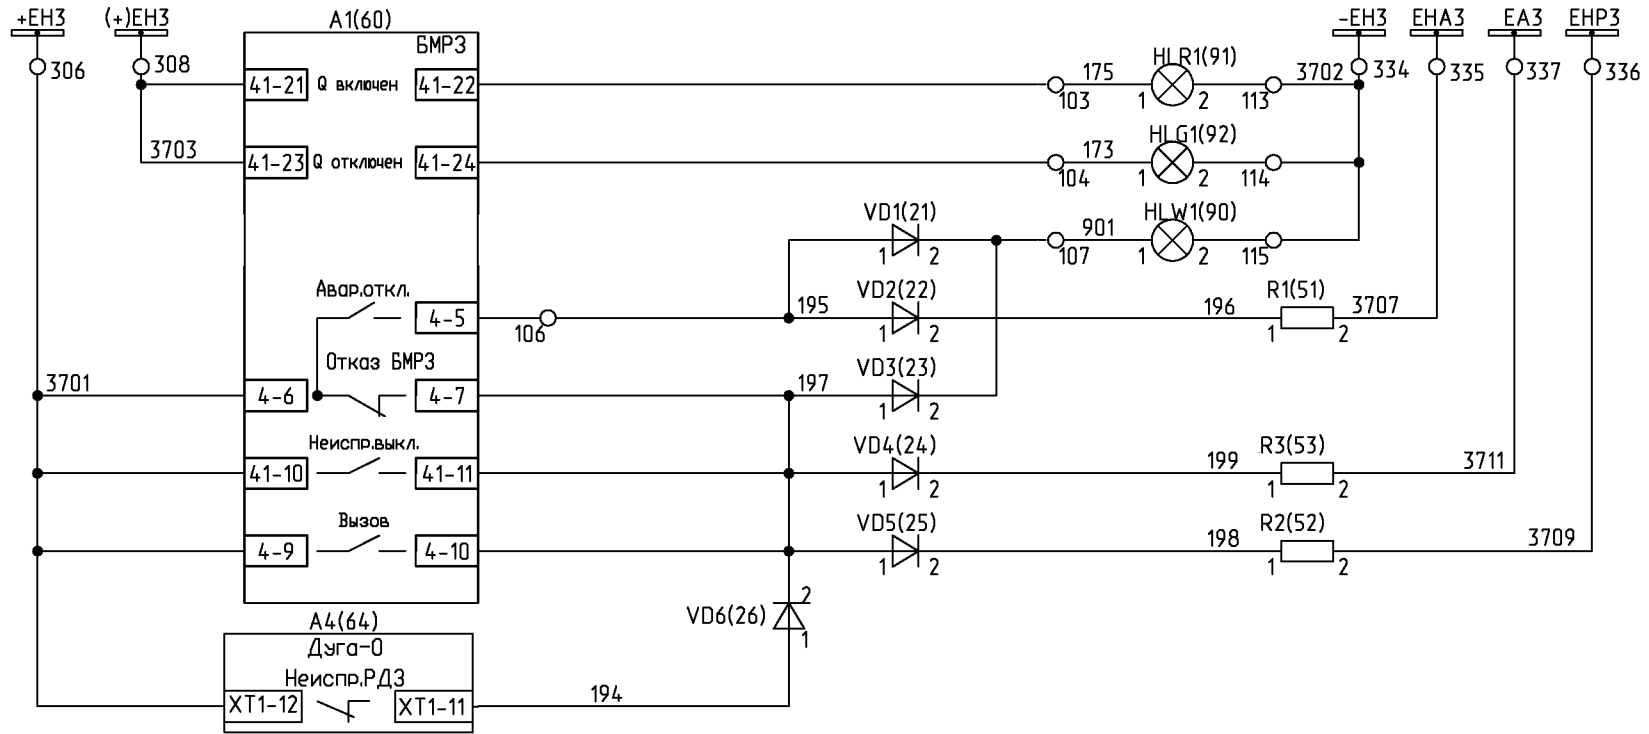 +ЕН3 (+)ЕН3 А1(60) -ЕН3 ЕНА3 ЕА3 ЕНР3
БМРЗ
306 308 334 335 337 336
HLR1(91)
41-21 Q включен 41-22 175 3702
103 1 2 113
HLG1(92)
3703 41-23 Q отключен 41-24 173
104 1 2 114
VD1(21) HLW1(90)
901
1 2 107 1 2 115
Авар.откл. VD2(22) R1(51)
4-5 195 196 3707
106 1 2 1 2
Отказ БМРЗ VD3(23)
3701 4-6 4-7 197
1 2
Неиспр.выкл. VD4(24) R3(53)
41-10 41-11 199 3711
1 2 1 2
Вызов VD5(25) R2(52)
4-9 4-10 198 3709
1 2 1 2
2
VD6(26)
1
А4(64)
Дуга-О
Неиспр.РДЗ
ХТ1-12 ХТ1-11 194